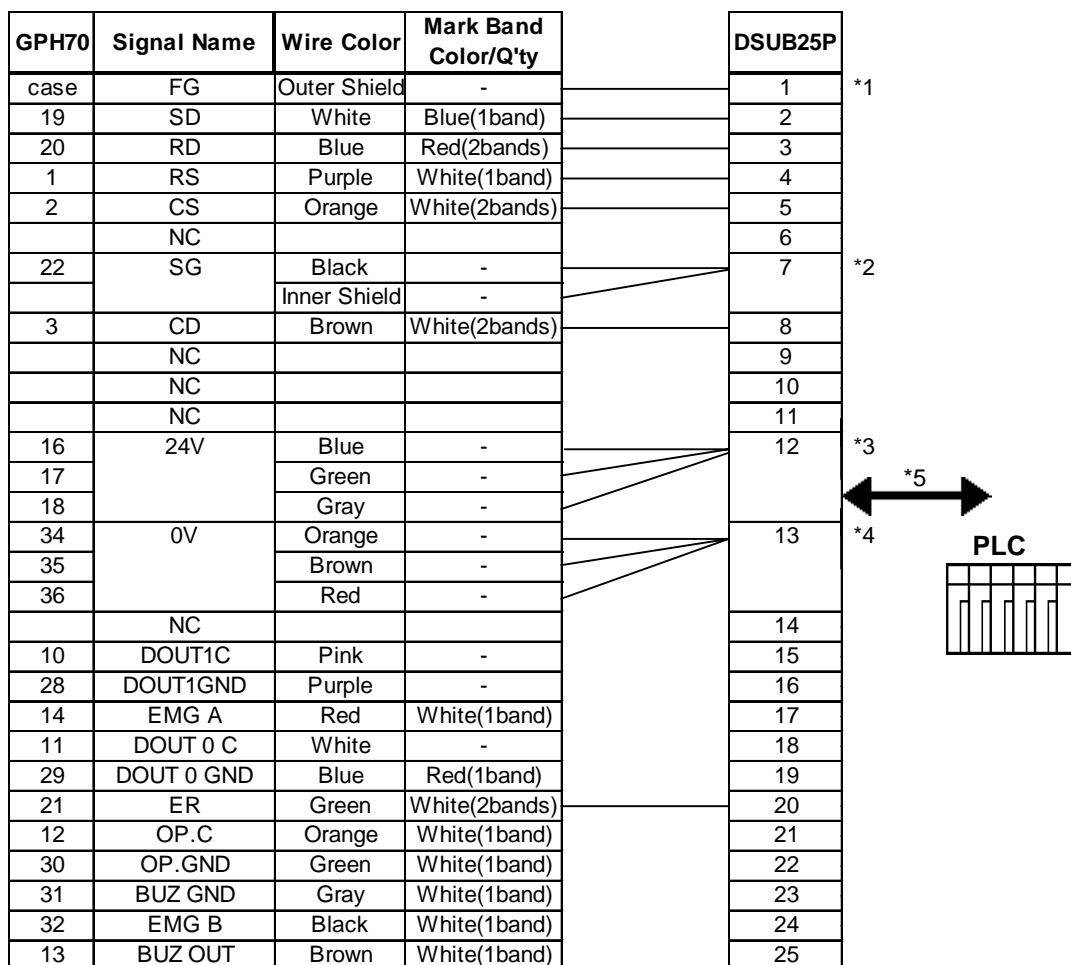 GPH70 Signal Name Wire Color Mark Band Color/Q'ty DSUB25P
case FG Outer Shield - 1 *1
19 SD White Blue(1band) 2
20 RD Blue Red(2bands) 3
1 RS Purple White(1band) 4
2 CS Orange White(2bands) 5
NC 6
22 SG Black - 7 *2
Inner Shield -
3 CD Brown White(2bands) 8
NC 9
NC 10
NC 11
16 24V Blue - 12 *3
17 Green -
*5
18 Gray -
34 0V Orange - 13 *4
PLC
35 Brown -
36 Red -
NC 14
10 DOUT1C Pink - 15
28 DOUT1GND Purple - 16
14 EMG A Red White(1band) 17
11 DOUT 0 C White - 18
29 DOUT 0 GND Blue Red(1band) 19
21 ER Green White(2bands) 20
12 OP.C Orange White(1band) 21
30 OP.GND Green White(1band) 22
31 BUZ GND Gray White(1band) 23
32 EMG B Black White(1band) 24
13 BUZ OUT Brown White(1band) 25